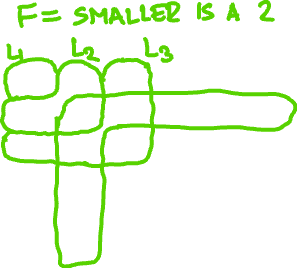 F = SMALLER IS A 2
L1 L2 L3